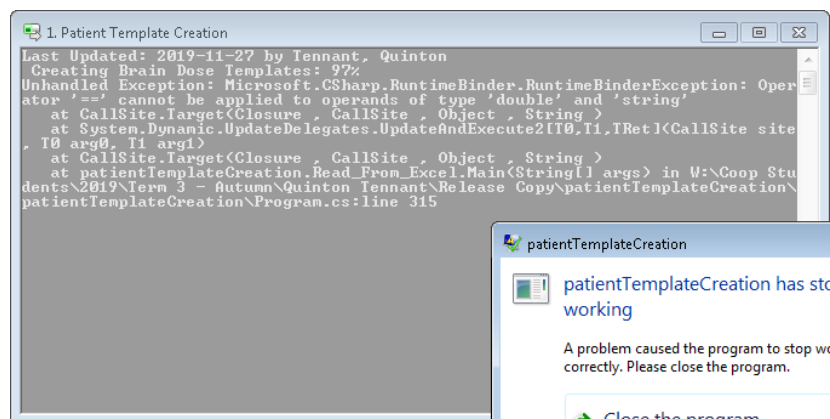 1. Patient Template Creation
Last Updated: 2019-11-27 by Tennant, Quinton
Creating Brain Dose Templates: 97%
Unhandled Exception: Microsoft.CSharp.RuntimeBinder.RuntimeBinderException: Oper
ator '==' cannot be applied to operands of type 'double' and 'string'
at CallSite.Target(Closure , CallSite , Object , String )
at System.Dynamic.UpdateDelegates.UpdateAndExecute2[T0,T1,TRet](CallSite site
, T0 arg0, T1 arg1)
at CallSite.Target(Closure , CallSite , Object , String )
at patientTemplateCreation.Read_From_Excel.Main(String[] args) in W:\Coop Stu
dents\2019\Term 3 - Autumn\Quinton Tennant\Release Copy\patientTemplateCreation\
patientTemplateCreation\Program.cs:line 315
patientTemplateCreation
patientTemplateCreation has sto
working
A problem caused the program to stop wo
correctly. Please close the program.
Close the program